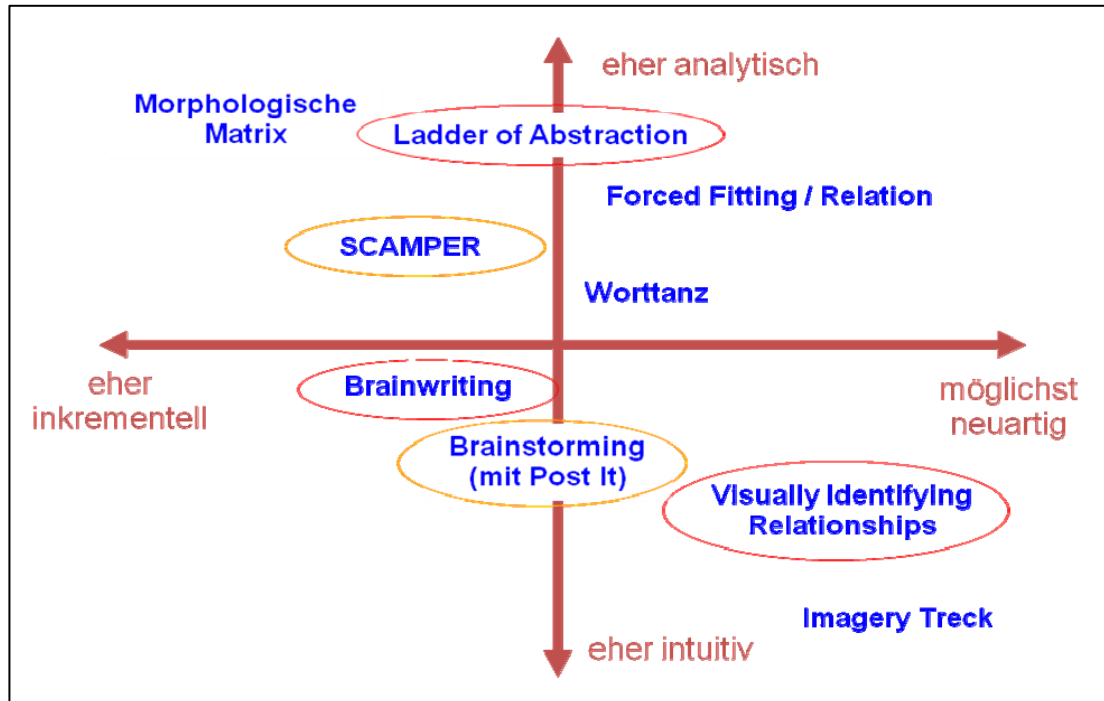 eher analytisch
Morphologische
Matrix
Ladder of Abstraction
Forced Fitting / Relation
SCAMPER
Worttanz
eher
inkrementell
möglichst
neuartig
Brainwriting
Brainstorming
(mit Post It)
Visually Identifying
Relationships
Imagery Treck
eher intuitiv